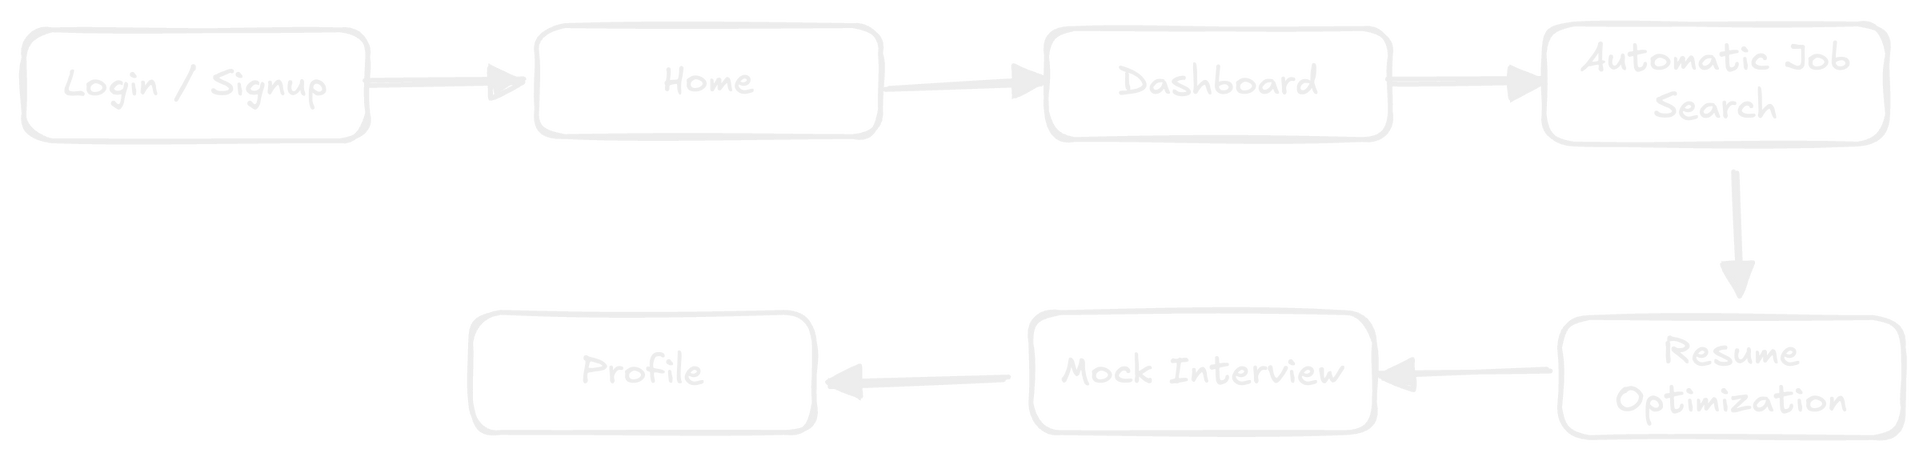 Login / Signup
Home
Dashboard
Automatic Job
Search
Resume
Optimization
Mock Interview
Profile